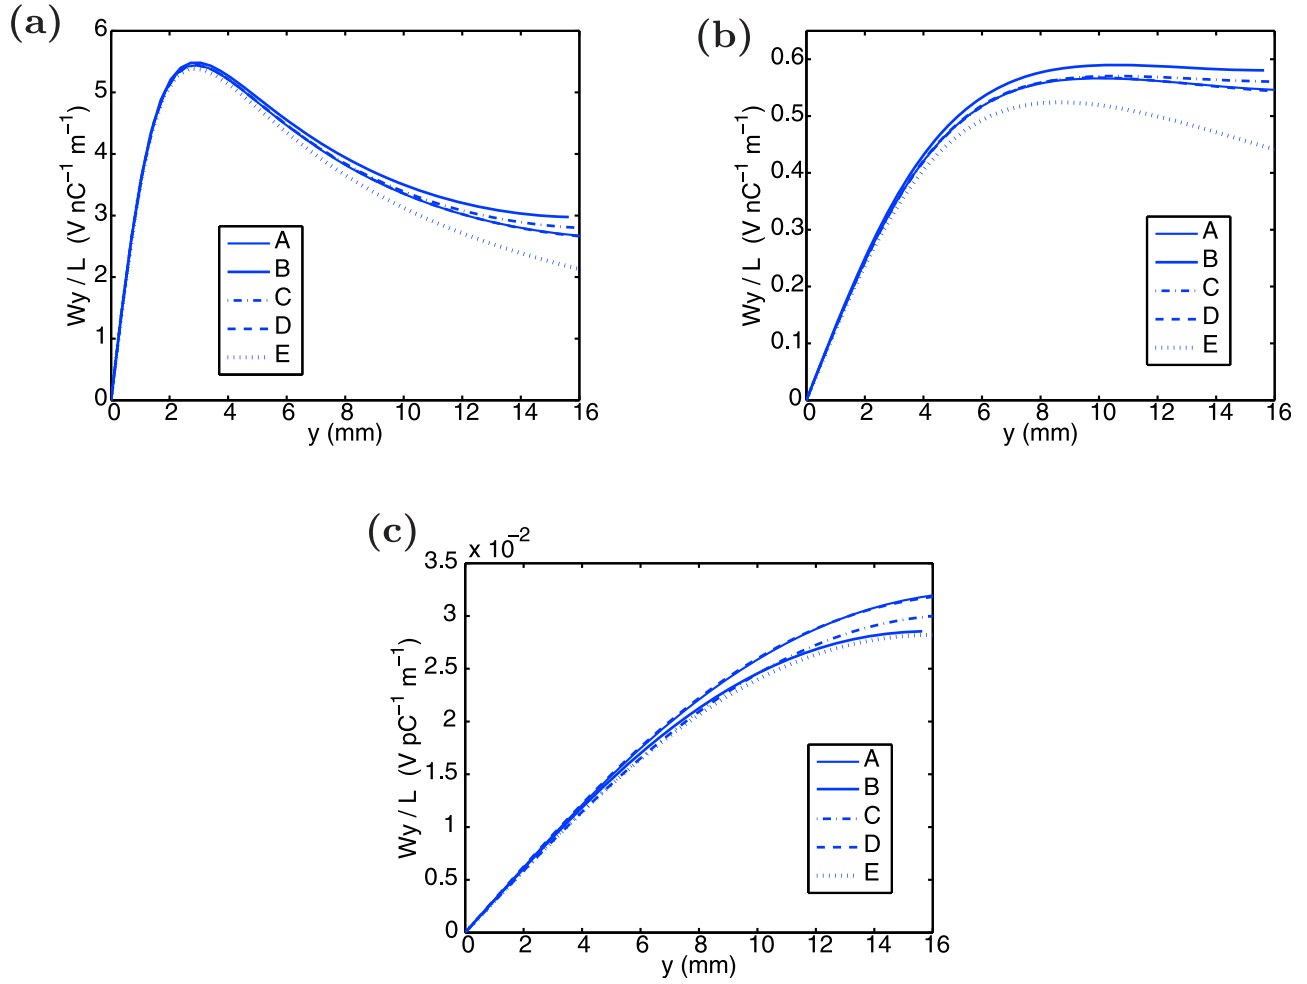 (a)
6
5
4
3
2
1
0
Wy / L (V nC⁻¹ m⁻¹)
A
B
C
D
E
0 2 4 6 8 10 12 14 16
y (mm)
(b)
0.6
0.5
0.4
0.3
0.2
0.1
0
Wy / L (V nC⁻¹ m⁻¹)
A
B
C
D
E
0 2 4 6 8 10 12 14 16
y (mm)
(c)
x 10⁻²
3.5
3
2.5
2
1.5
1
0.5
0
Wy / L (V pC⁻¹ m⁻¹)
A
B
C
D
E
0 2 4 6 8 10 12 14 16
y (mm)